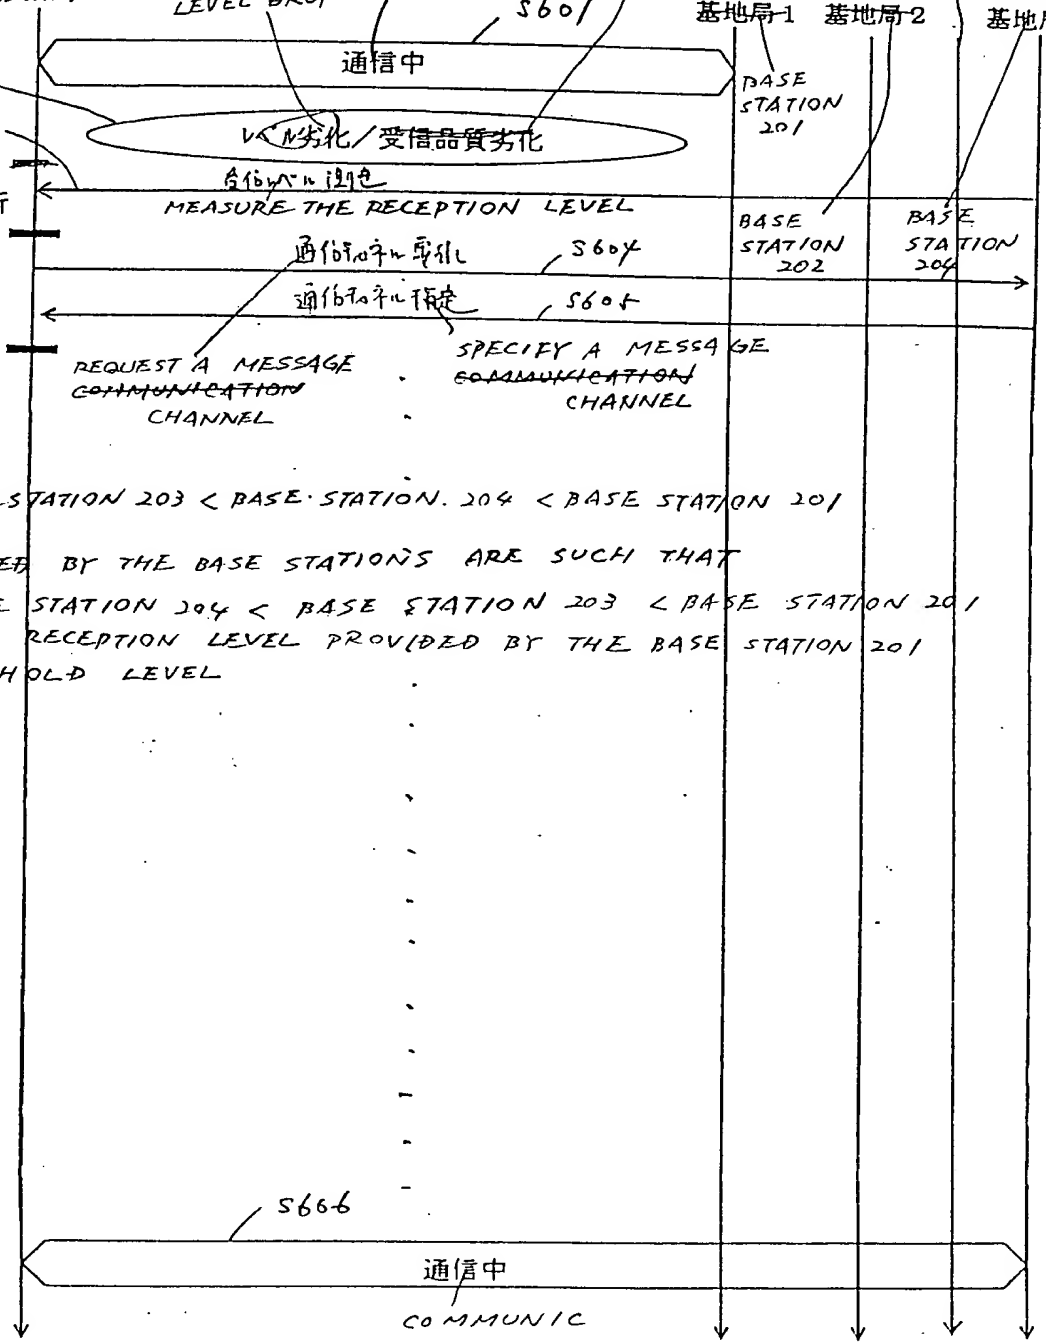 LEVEL DROP
S601
基地局1 基地局2 基地局
通信中
BASE
STATION
201
レベル劣化/受信品質劣化
受信レベル測定
MEASURE THE RECEPTION LEVEL
BASE
STATION
202
BASE
STATION
204
通信チャネル要求
S604
通信チャネル指定
S605
REQUEST A MESSAGE
COMMUNICATION
CHANNEL
SPECIFY A MESSAGE
COMMUNICATION
CHANNEL
STATION 203 < BASE STATION 204 < BASE STATION 201
BY THE BASE STATIONS ARE SUCH THAT
STATION 204 < BASE STATION 203 < BASE STATION 201
RECEPTION LEVEL PROVIDED BY THE BASE STATION 201
HOLD LEVEL
S606
通信中
COMMUNIC